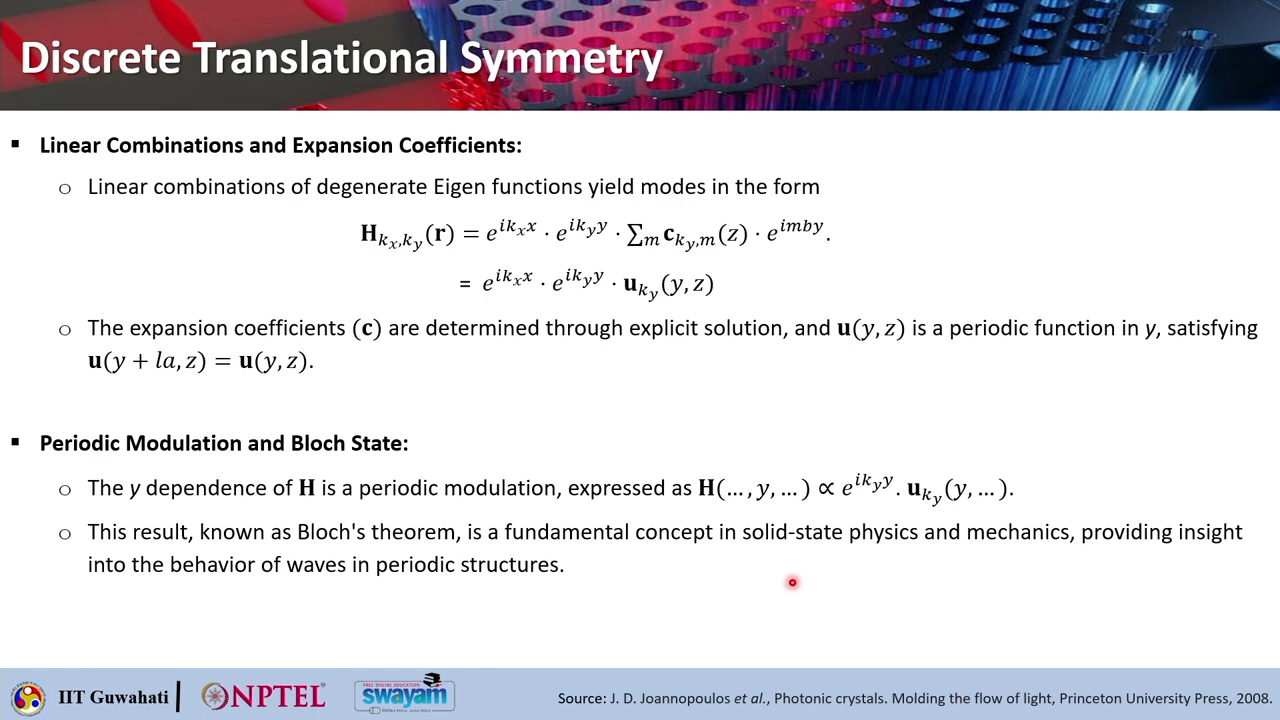 Discrete Translational Symmetry
▪ Linear Combinations and Expansion Coefficients:
o Linear combinations of degenerate Eigen functions yield modes in the form
𝐇_{k_x,k_y}(𝐫) = e^{ik_x x} · e^{ik_y y} · ∑_m 𝐜_{k_y,m}(z) · e^{imby}.
= e^{ik_x x} · e^{ik_y y} · 𝐮_{k_y}(y, z)
o The expansion coefficients (𝐜) are determined through explicit solution, and 𝐮(y, z) is a periodic function in y, satisfying
𝐮(y + la, z) = 𝐮(y, z).
▪ Periodic Modulation and Bloch State:
o The y dependence of 𝐇 is a periodic modulation, expressed as 𝐇(… , y, …) ∝ e^{ik_y y}. 𝐮_{k_y}(y, …).
o This result, known as Bloch's theorem, is a fundamental concept in solid-state physics and mechanics, providing insight
into the behavior of waves in periodic structures.
IIT Guwahati
NPTEL
FREE ONLINE EDUCATION
swayam
Source: J. D. Joannopoulos et al., Photonic crystals. Molding the flow of light, Princeton University Press, 2008.